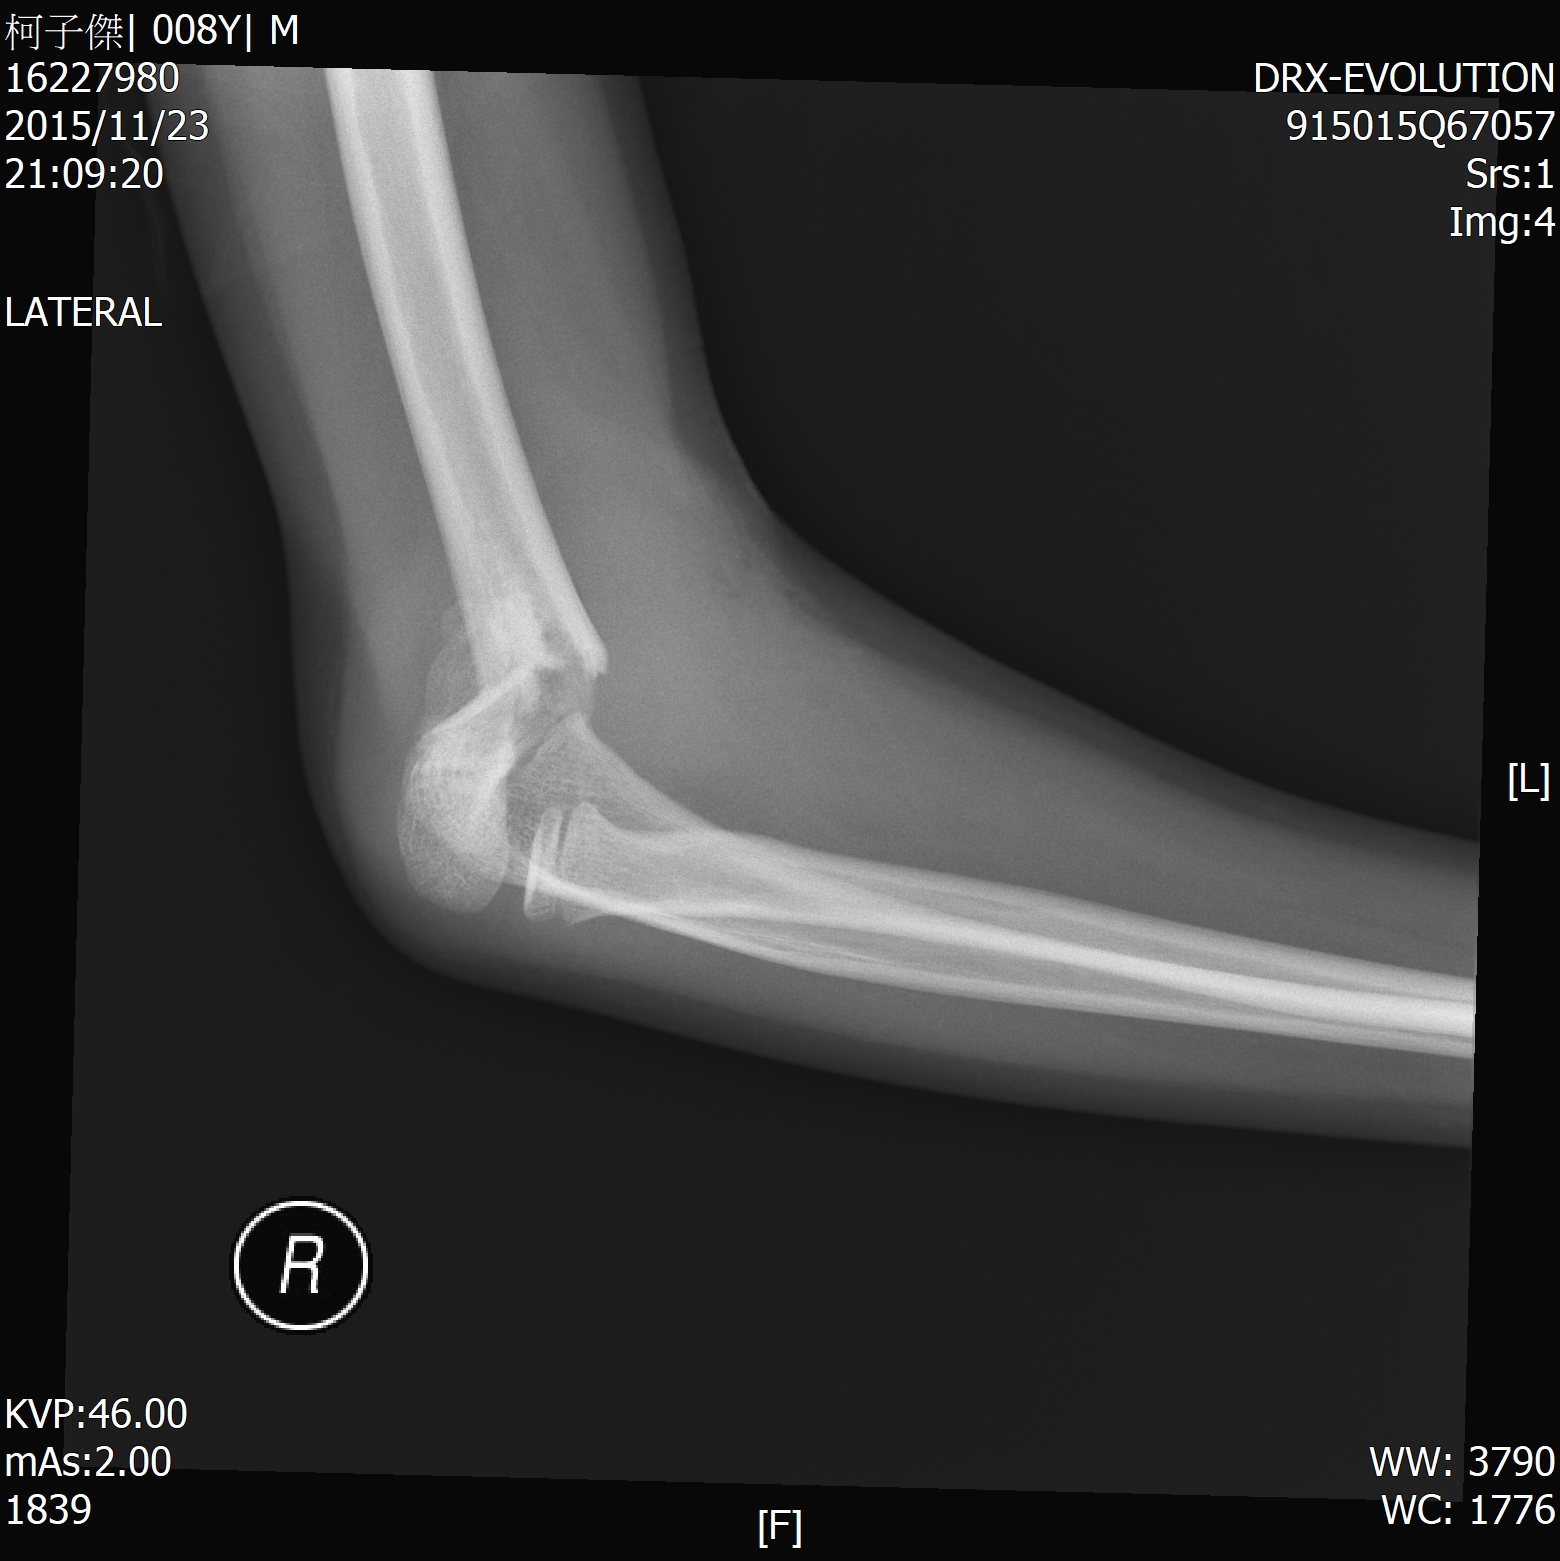 柯子傑| 008Y| M
16227980
2015/11/23
21:09:20
LATERAL
DRX-EVOLUTION
915015Q67057
Srs:1
Img:4
[L]
R
KVP:46.00
mAs:2.00
1839
[F]
WW: 3790
WC: 1776